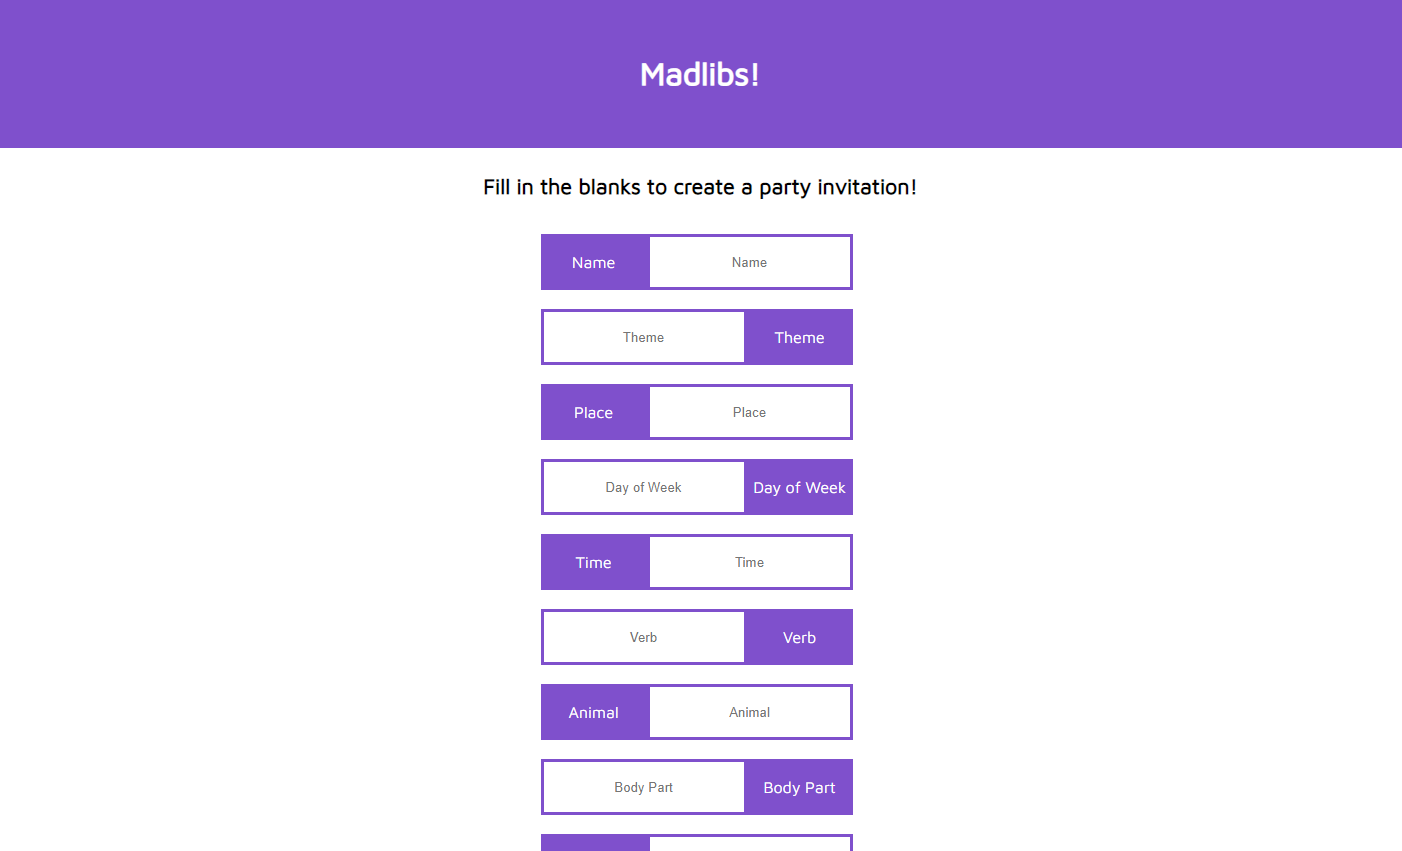 Madlibs!
Fill in the blanks to create a party invitation!
Name Name
Theme Theme
Place Place
Day of Week Day of Week
Time Time
Verb Verb
Animal Animal
Body Part Body Part